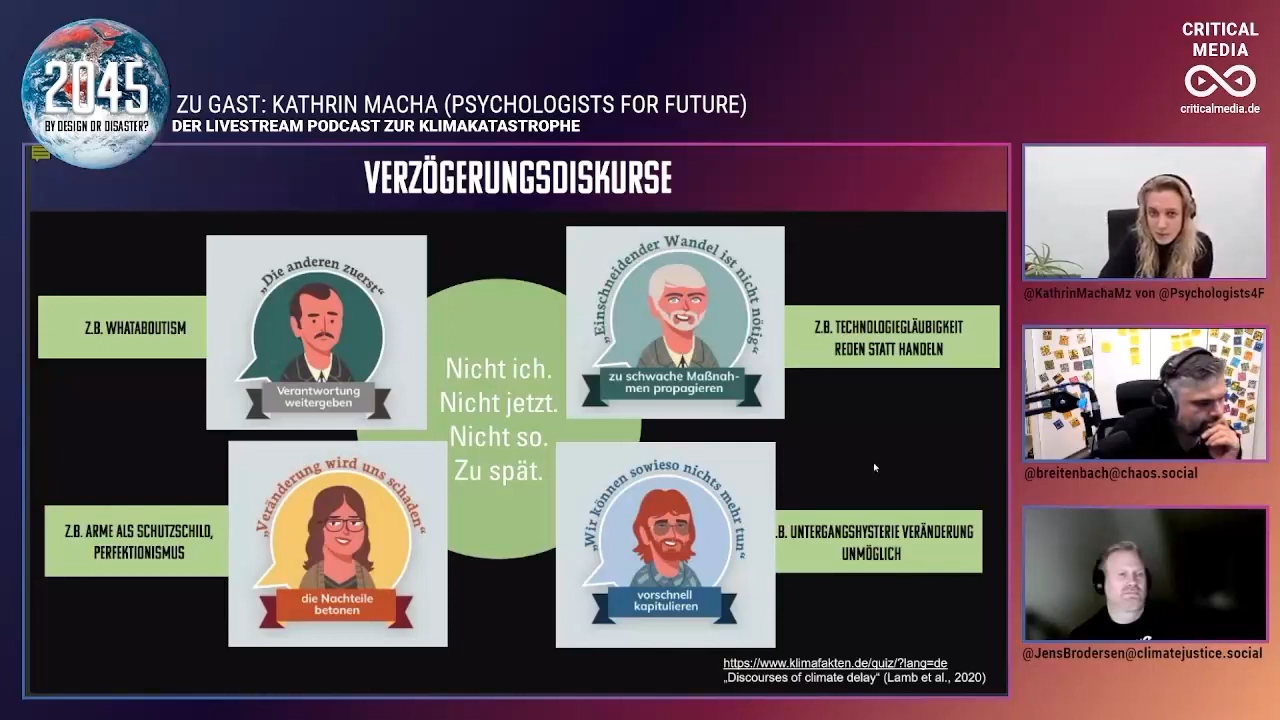 2045
BY DESIGN OR DISASTER?
ZU GAST: KATHRIN MACHA (PSYCHOLOGISTS FOR FUTURE)
DER LIVESTREAM PODCAST ZUR KLIMAKATASTROPHE
CRITICAL
MEDIA
criticalmedia.de
VERZÖGERUNGSDISKURSE
Z.B. WHATABOUTISM
„Die anderen zuerst“
Verantwortung
weitergeben
„Einschneidender Wandel ist nicht nötig“
zu schwache Maßnah-
men propagieren
Z.B. TECHNOLOGIEGLÄUBIGKEIT
REDEN STATT HANDELN
Nicht ich.
Nicht jetzt.
Nicht so.
Zu spät.
Z.B. ARME ALS SCHUTZSCHILD,
PERFEKTIONISMUS
„Veränderung wird uns schaden“
die Nachteile
betonen
„Wir können sowieso nichts mehr tun“
vorschnell
kapitulieren
.B. UNTERGANGSHYSTERIE VERÄNDERUNG
UNMÖGLICH
https://www.klimafakten.de/quiz/?lang=de
„Discourses of climate delay“ (Lamb et al., 2020)
@KathrinMachaMz von @Psychologists4F
@breitenbach@chaos.social
@JensBrodersen@climatejustice.social